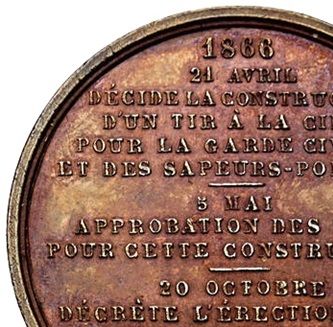 1866
21 AVRIL
DÉCIDE LA CONSTRUC
D'UN TIR À LA CI
POUR LA GARDE CIV
ET DES SAPEURS-PO
5 MAI
APPROBATION DES
POUR CETTE CONSTRU
20 OCTOBRE
DÉCRÈTE L'ÉRECTIO